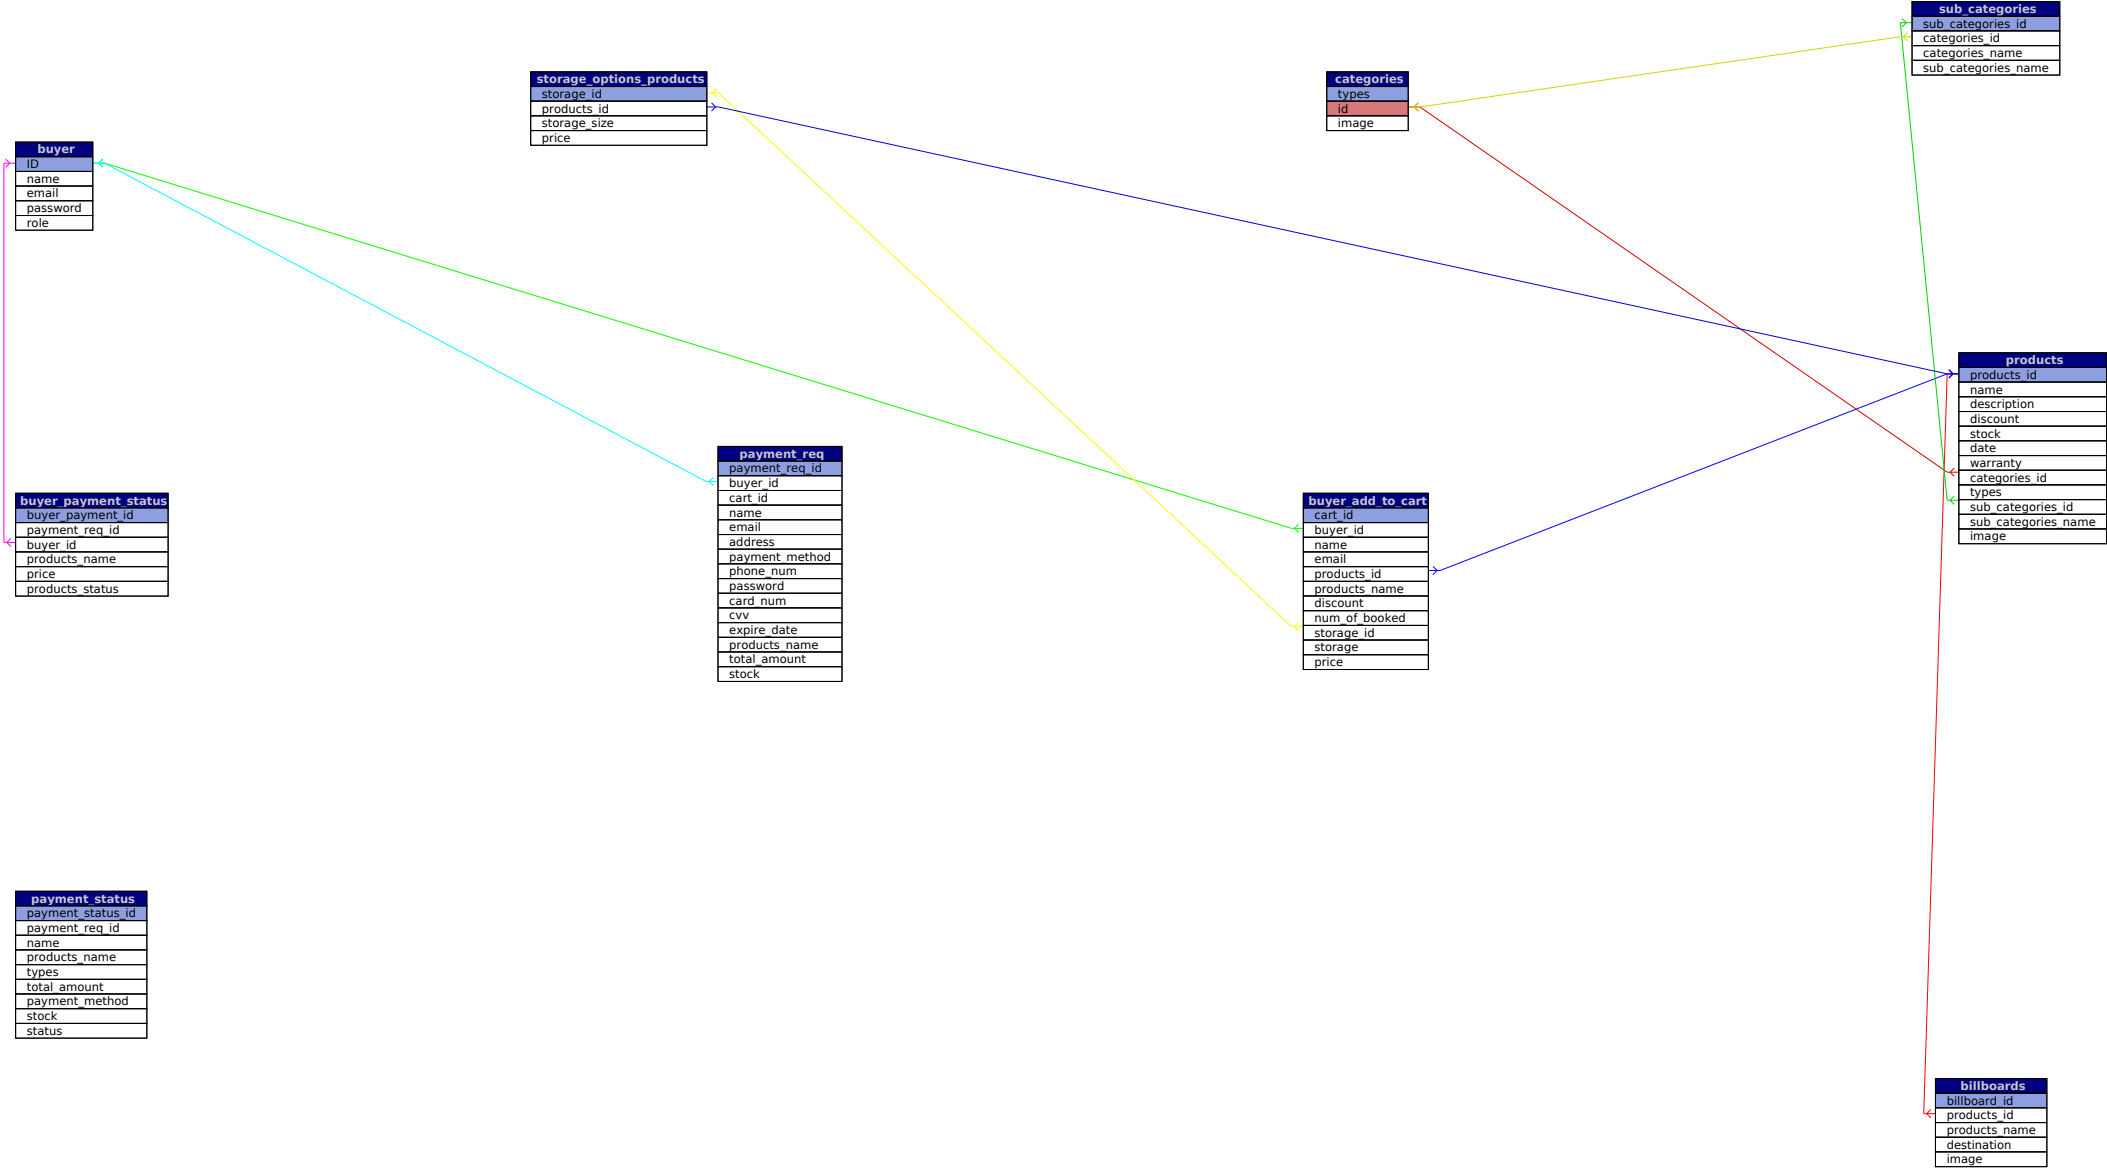 sub_categories
sub_categories_id
categories_id
categories_name
sub_categories_name
storage_options_products
storage_id
products_id
storage_size
price
categories
types
id
image
buyer
ID
name
email
password
role
products
products_id
name
description
discount
stock
date
warranty
categories_id
types
sub_categories_id
sub_categories_name
image
payment_req
payment_req_id
buyer_id
cart_id
name
email
address
payment_method
phone_num
password
card_num
cvv
expire_date
products_name
total_amount
stock
buyer_payment_status
buyer_payment_id
payment_req_id
buyer_id
products_name
price
products_status
buyer_add_to_cart
cart_id
buyer_id
name
email
products_id
products_name
discount
num_of_booked
storage_id
storage
price
payment_status
payment_status_id
payment_req_id
name
products_name
types
total_amount
payment_method
stock
status
billboards
billboard_id
products_id
products_name
destination
image